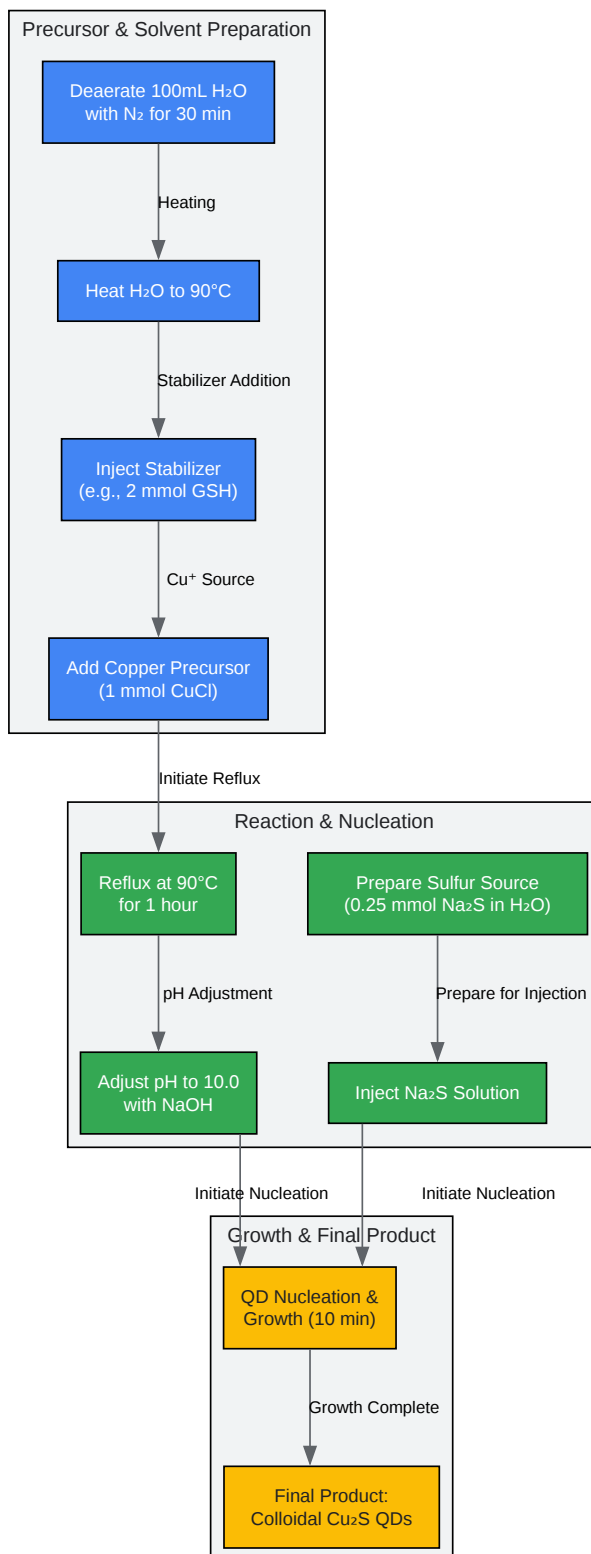 Precursor & Solvent Preparation
Deaerate 100mL H₂O
with N₂ for 30 min
Heating
Heat H₂O to 90°C
Stabilizer Addition
Inject Stabilizer
(e.g., 2 mmol GSH)
Cu⁺ Source
Add Copper Precursor
(1 mmol CuCl)
Initiate Reflux
Reaction & Nucleation
Reflux at 90°C
for 1 hour
Prepare Sulfur Source
(0.25 mmol Na₂S in H₂O)
pH Adjustment
Prepare for Injection
Adjust pH to 10.0
with NaOH
Inject Na₂S Solution
Initiate Nucleation
Initiate Nucleation
Growth & Final Product
QD Nucleation &
Growth (10 min)
Growth Complete
Final Product:
Colloidal Cu₂S QDs